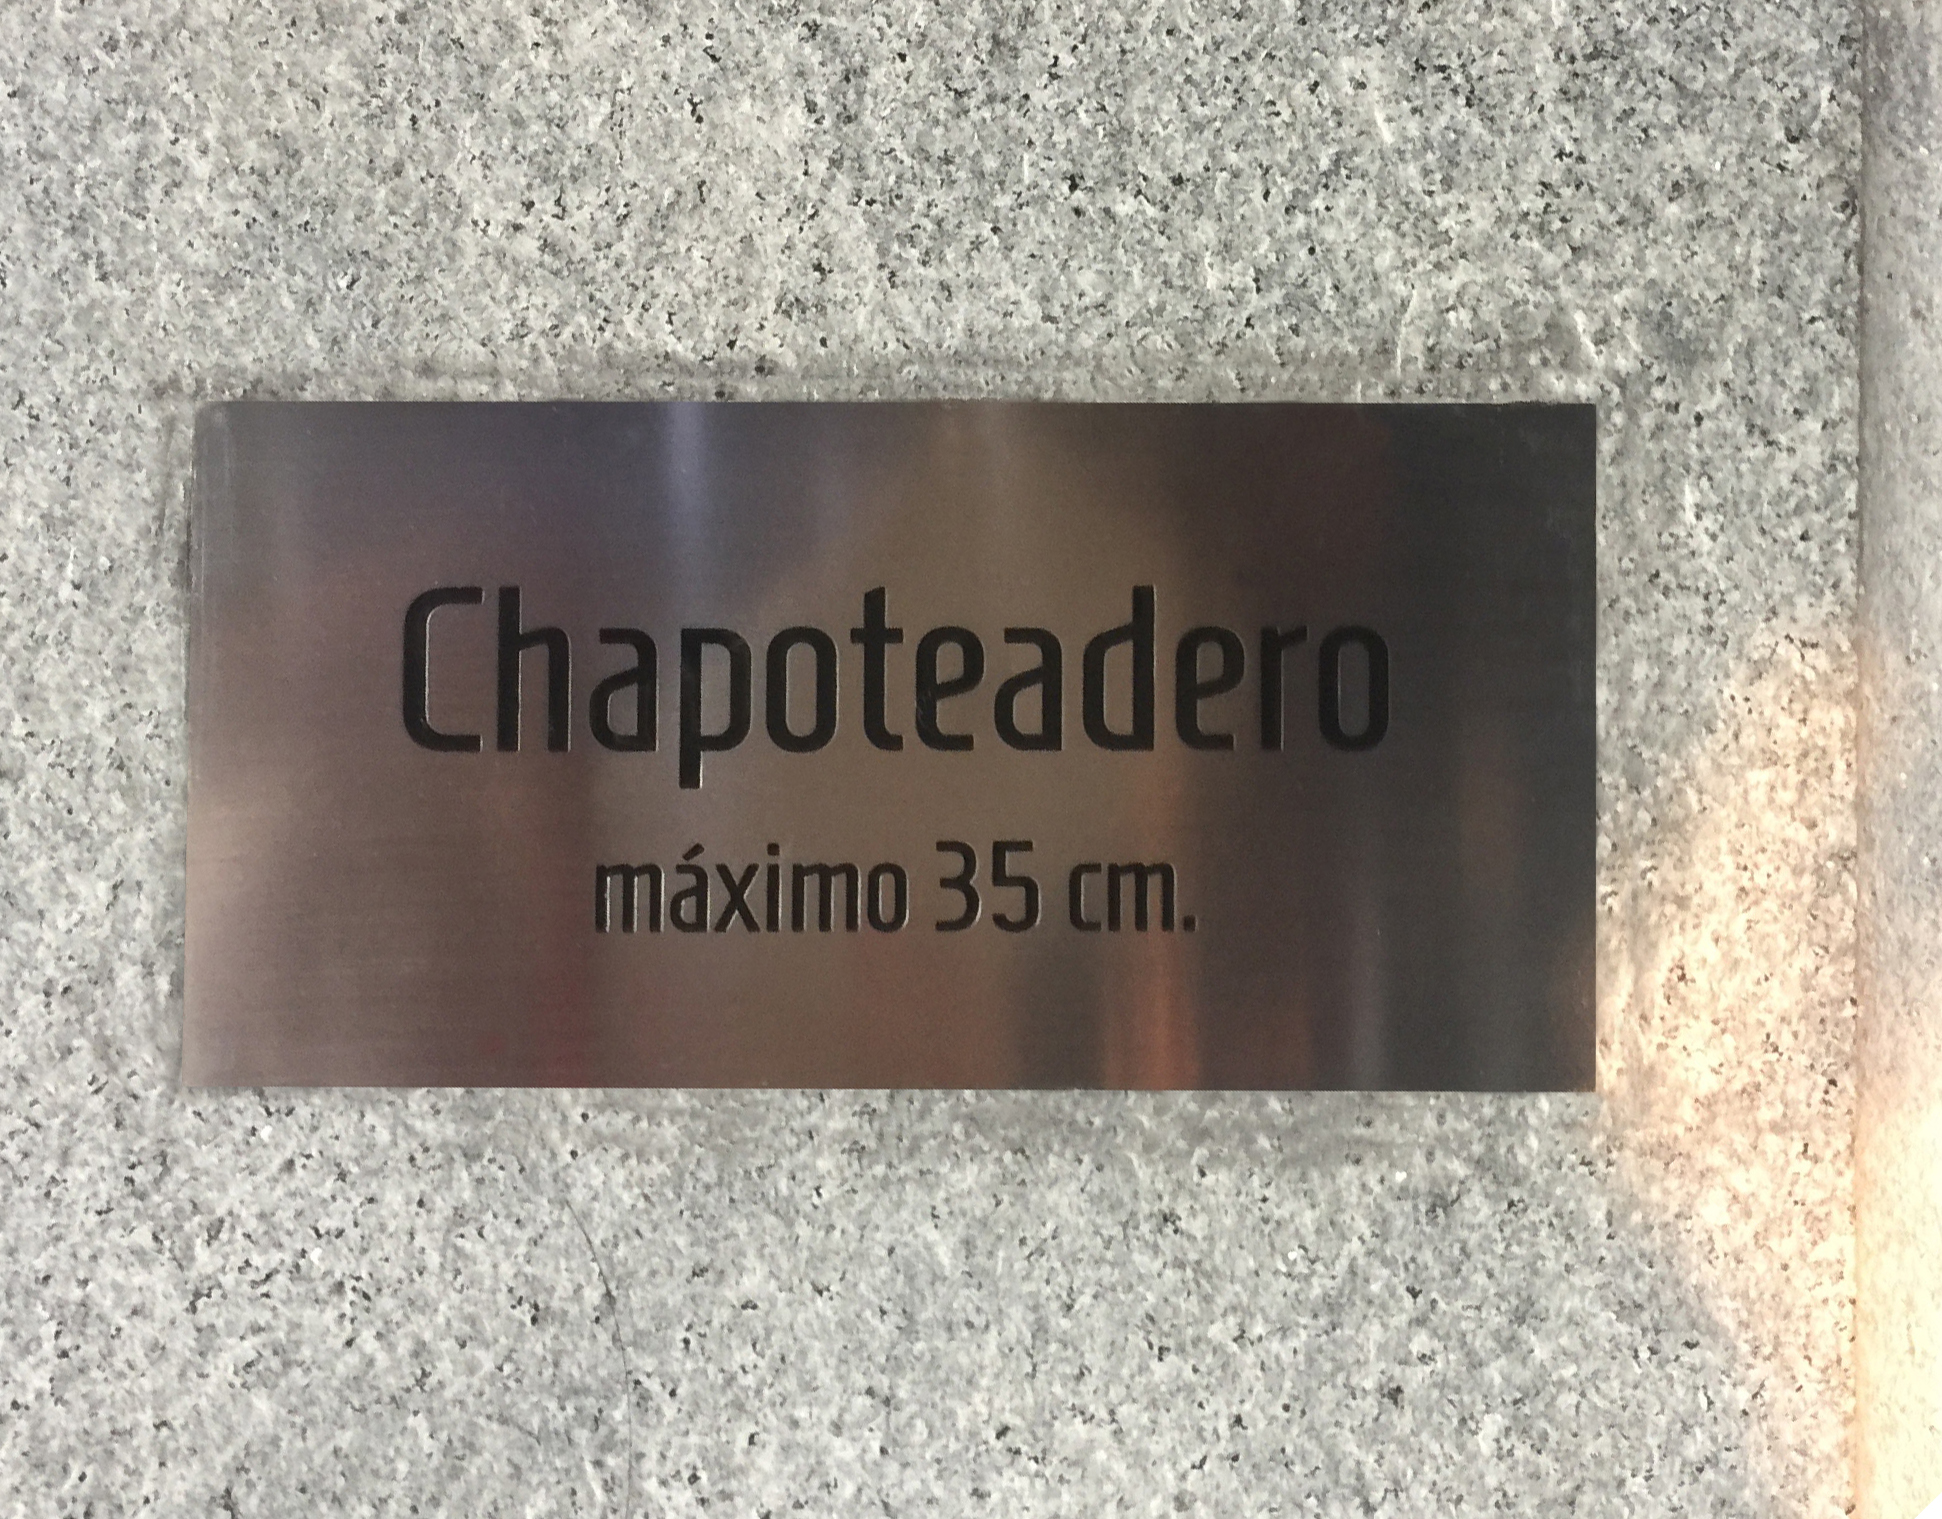 Chapoteadero
máximo 35 cm.